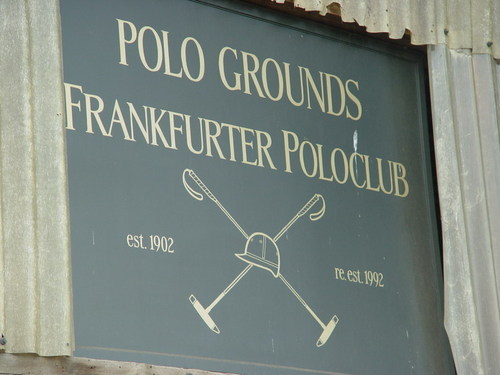 POLO GROUNDS
FRANKFURTER POLOCLUB
est. 1902
re. est. 1992